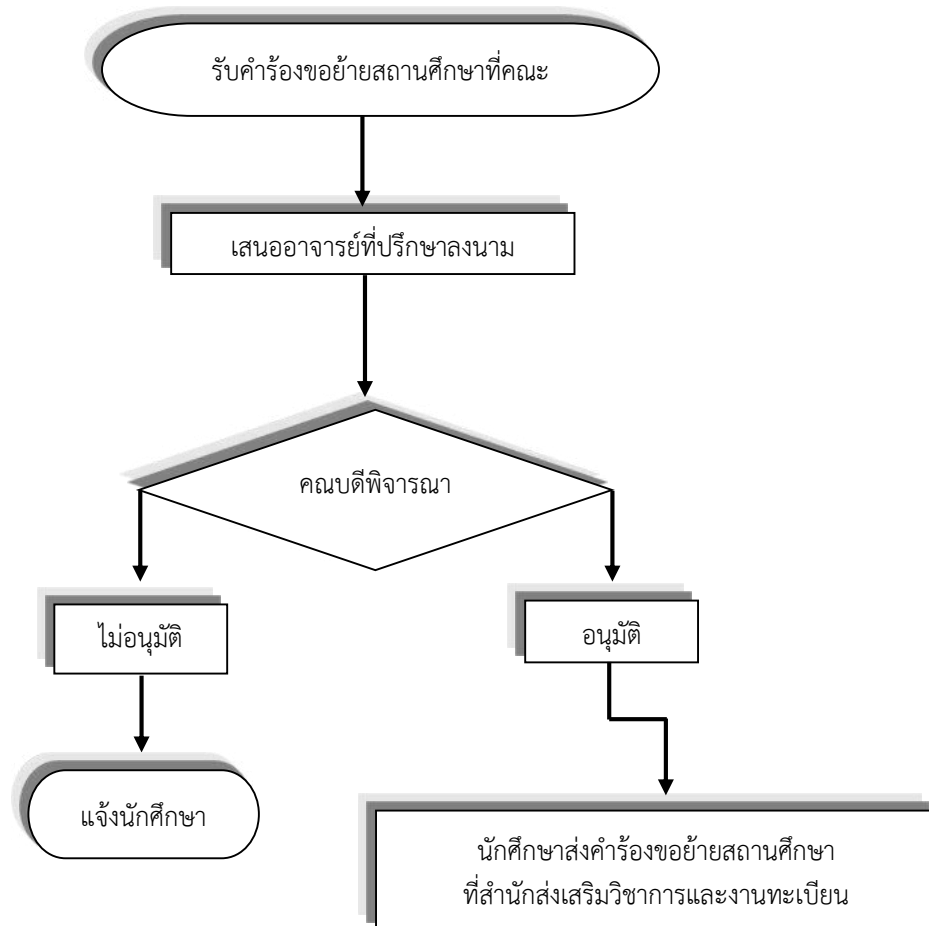 รับคำร้องขอย้ายสถานศึกษาที่คณะ
เสนออาจารย์ที่ปรึกษาลงนาม
คณบดีพิจารณา
ไม่อนุมัติ
อนุมัติ
แจ้งนักศึกษา
นักศึกษาส่งคำร้องขอย้ายสถานศึกษา
ที่สำนักส่งเสริมวิชาการและงานทะเบียน